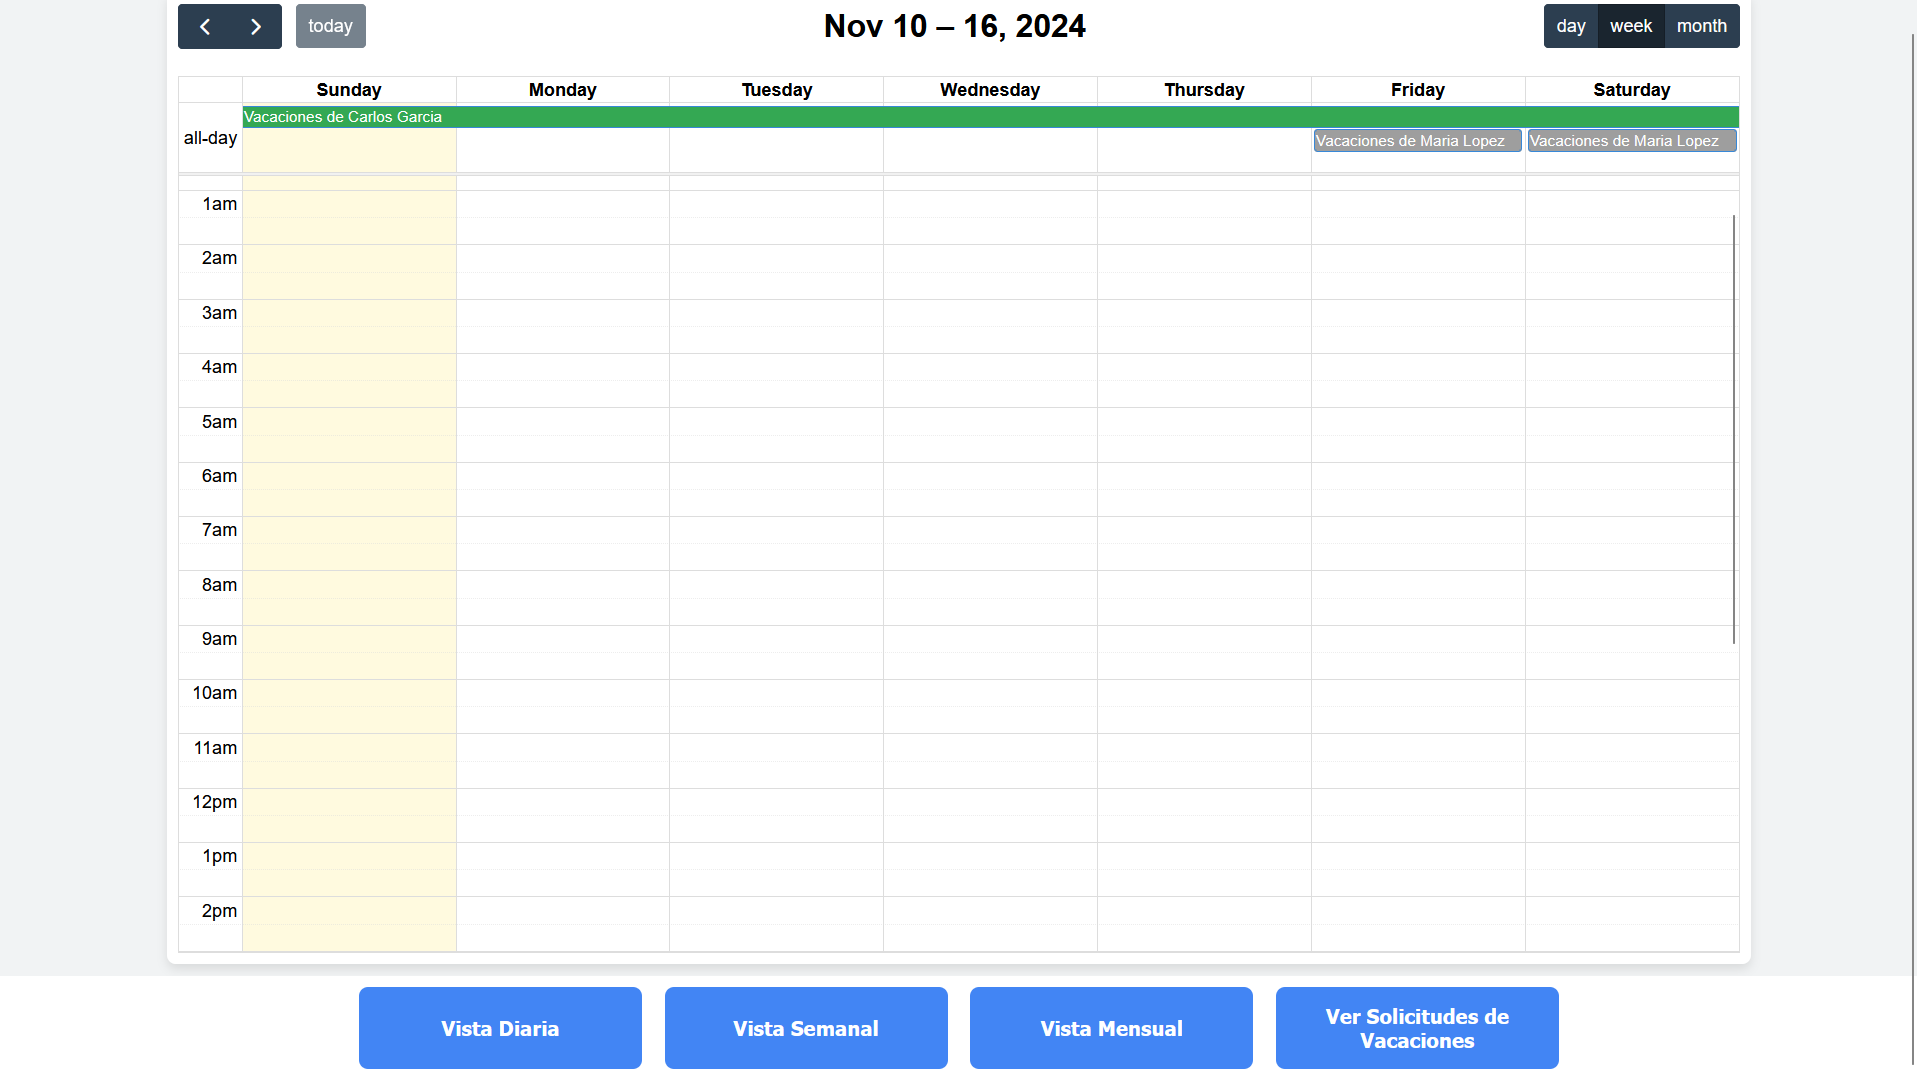 today
Nov 10 – 16, 2024
day week month
Sunday Monday Tuesday Wednesday Thursday Friday Saturday
Vacaciones de Carlos Garcia
all-day
Vacaciones de Maria Lopez Vacaciones de Maria Lopez
1am
2am
3am
4am
5am
6am
7am
8am
9am
10am
11am
12pm
1pm
2pm
Vista Diaria
Vista Semanal
Vista Mensual
Ver Solicitudes de
Vacaciones